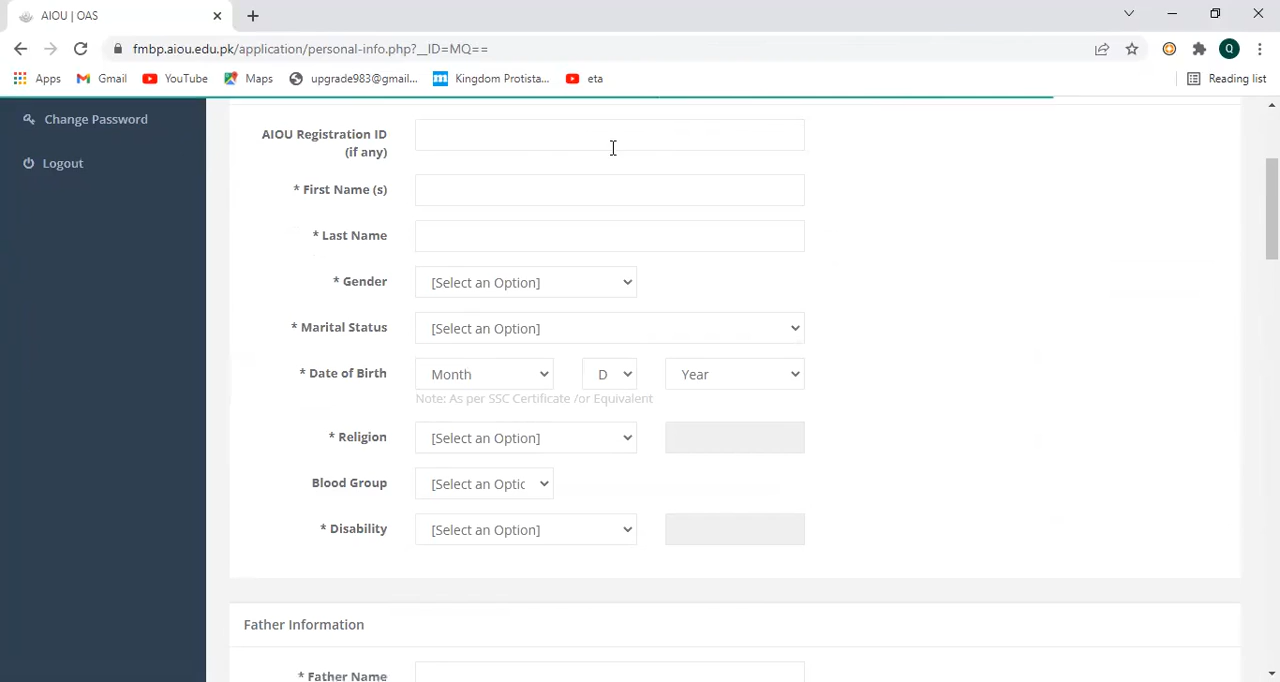 AIOU | OAS
fmbp.aiou.edu.pk/application/personal-info.php?__ID=MQ==
Q
Apps
Gmail
YouTube
Maps
upgrade983@gmail...
Kingdom Protista...
eta
Reading list
Change Password
Logout
AIOU Registration ID
(if any)
* First Name (s)
* Last Name
* Gender
[Select an Option]
* Marital Status
[Select an Option]
* Date of Birth
Month
D
Year
Note: As per SSC Certificate /or Equivalent
* Religion
[Select an Option]
Blood Group
[Select an Optic
* Disability
[Select an Option]
Father Information
* Father Name